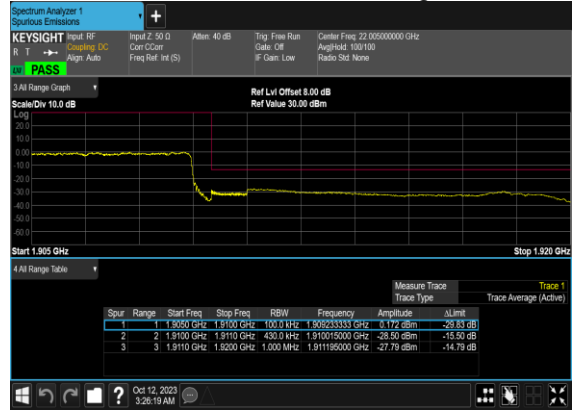 Spectrum Analyzer 1
Spurious Emissions
+
KEYSIGHT Input: RF Input Z: 50 Ω Atten: 40 dB Trig: Free Run Center Freq: 22.005000000 GHz
R T Coupling: DC Corr CCorr Gate: Off Avg|Hold: 100/100
Align: Auto Freq Ref: Int (S) IF Gain: Low Radio Std: None
PASS
3 All Range Graph Ref Lvl Offset 8.00 dB
Scale/Div 10.0 dB Ref Value 30.00 dBm
Log
20.0
10.0
0.00
-10.0
-20.0
-30.0
-40.0
-50.0
-60.0
Start 1.905 GHz Stop 1.920 GHz
4 All Range Table
Measure Trace Trace 1
Trace Type Trace Average (Active)
Spur Range Start Freq Stop Freq RBW Frequency Amplitude ΔLimit
1 1 1.9050 GHz 1.9100 GHz 100.0 kHz 1.909233333 GHz 0.172 dBm -29.83 dB
2 2 1.9100 GHz 1.9110 GHz 430.0 kHz 1.910015000 GHz -28.50 dBm -15.50 dB
3 3 1.9110 GHz 1.9200 GHz 1.000 MHz 1.911195000 GHz -27.79 dBm -14.79 dB
? Oct 12, 2023
3:26:19 AM